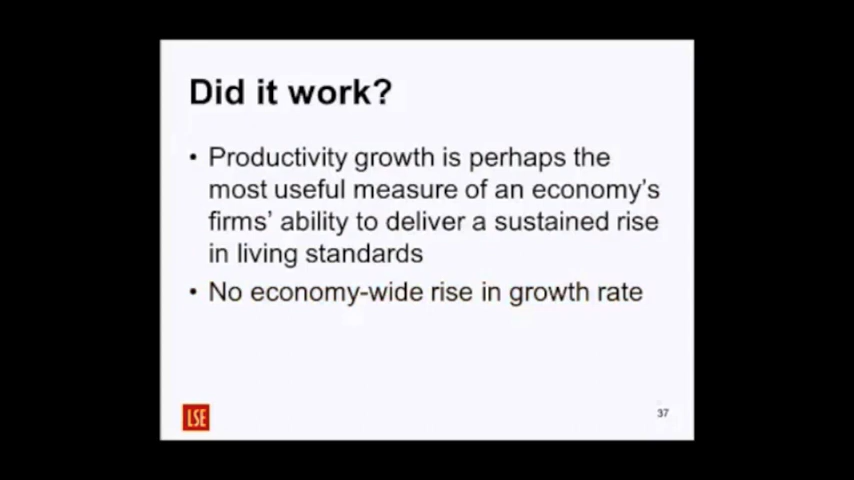 Did it work?
• Productivity growth is perhaps the
most useful measure of an economy's
firms' ability to deliver a sustained rise
in living standards
• No economy-wide rise in growth rate
LSE
37